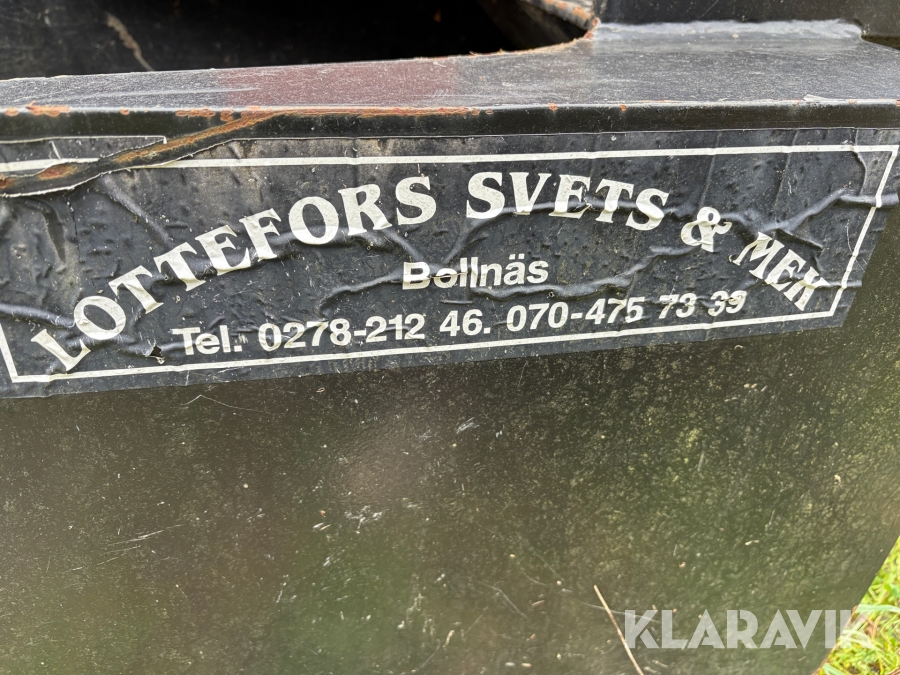 LOTTEFORS SVETS & MEK
Bollnäs
Tel. 0278-212 46. 070-475 73 39
KLARAVIK